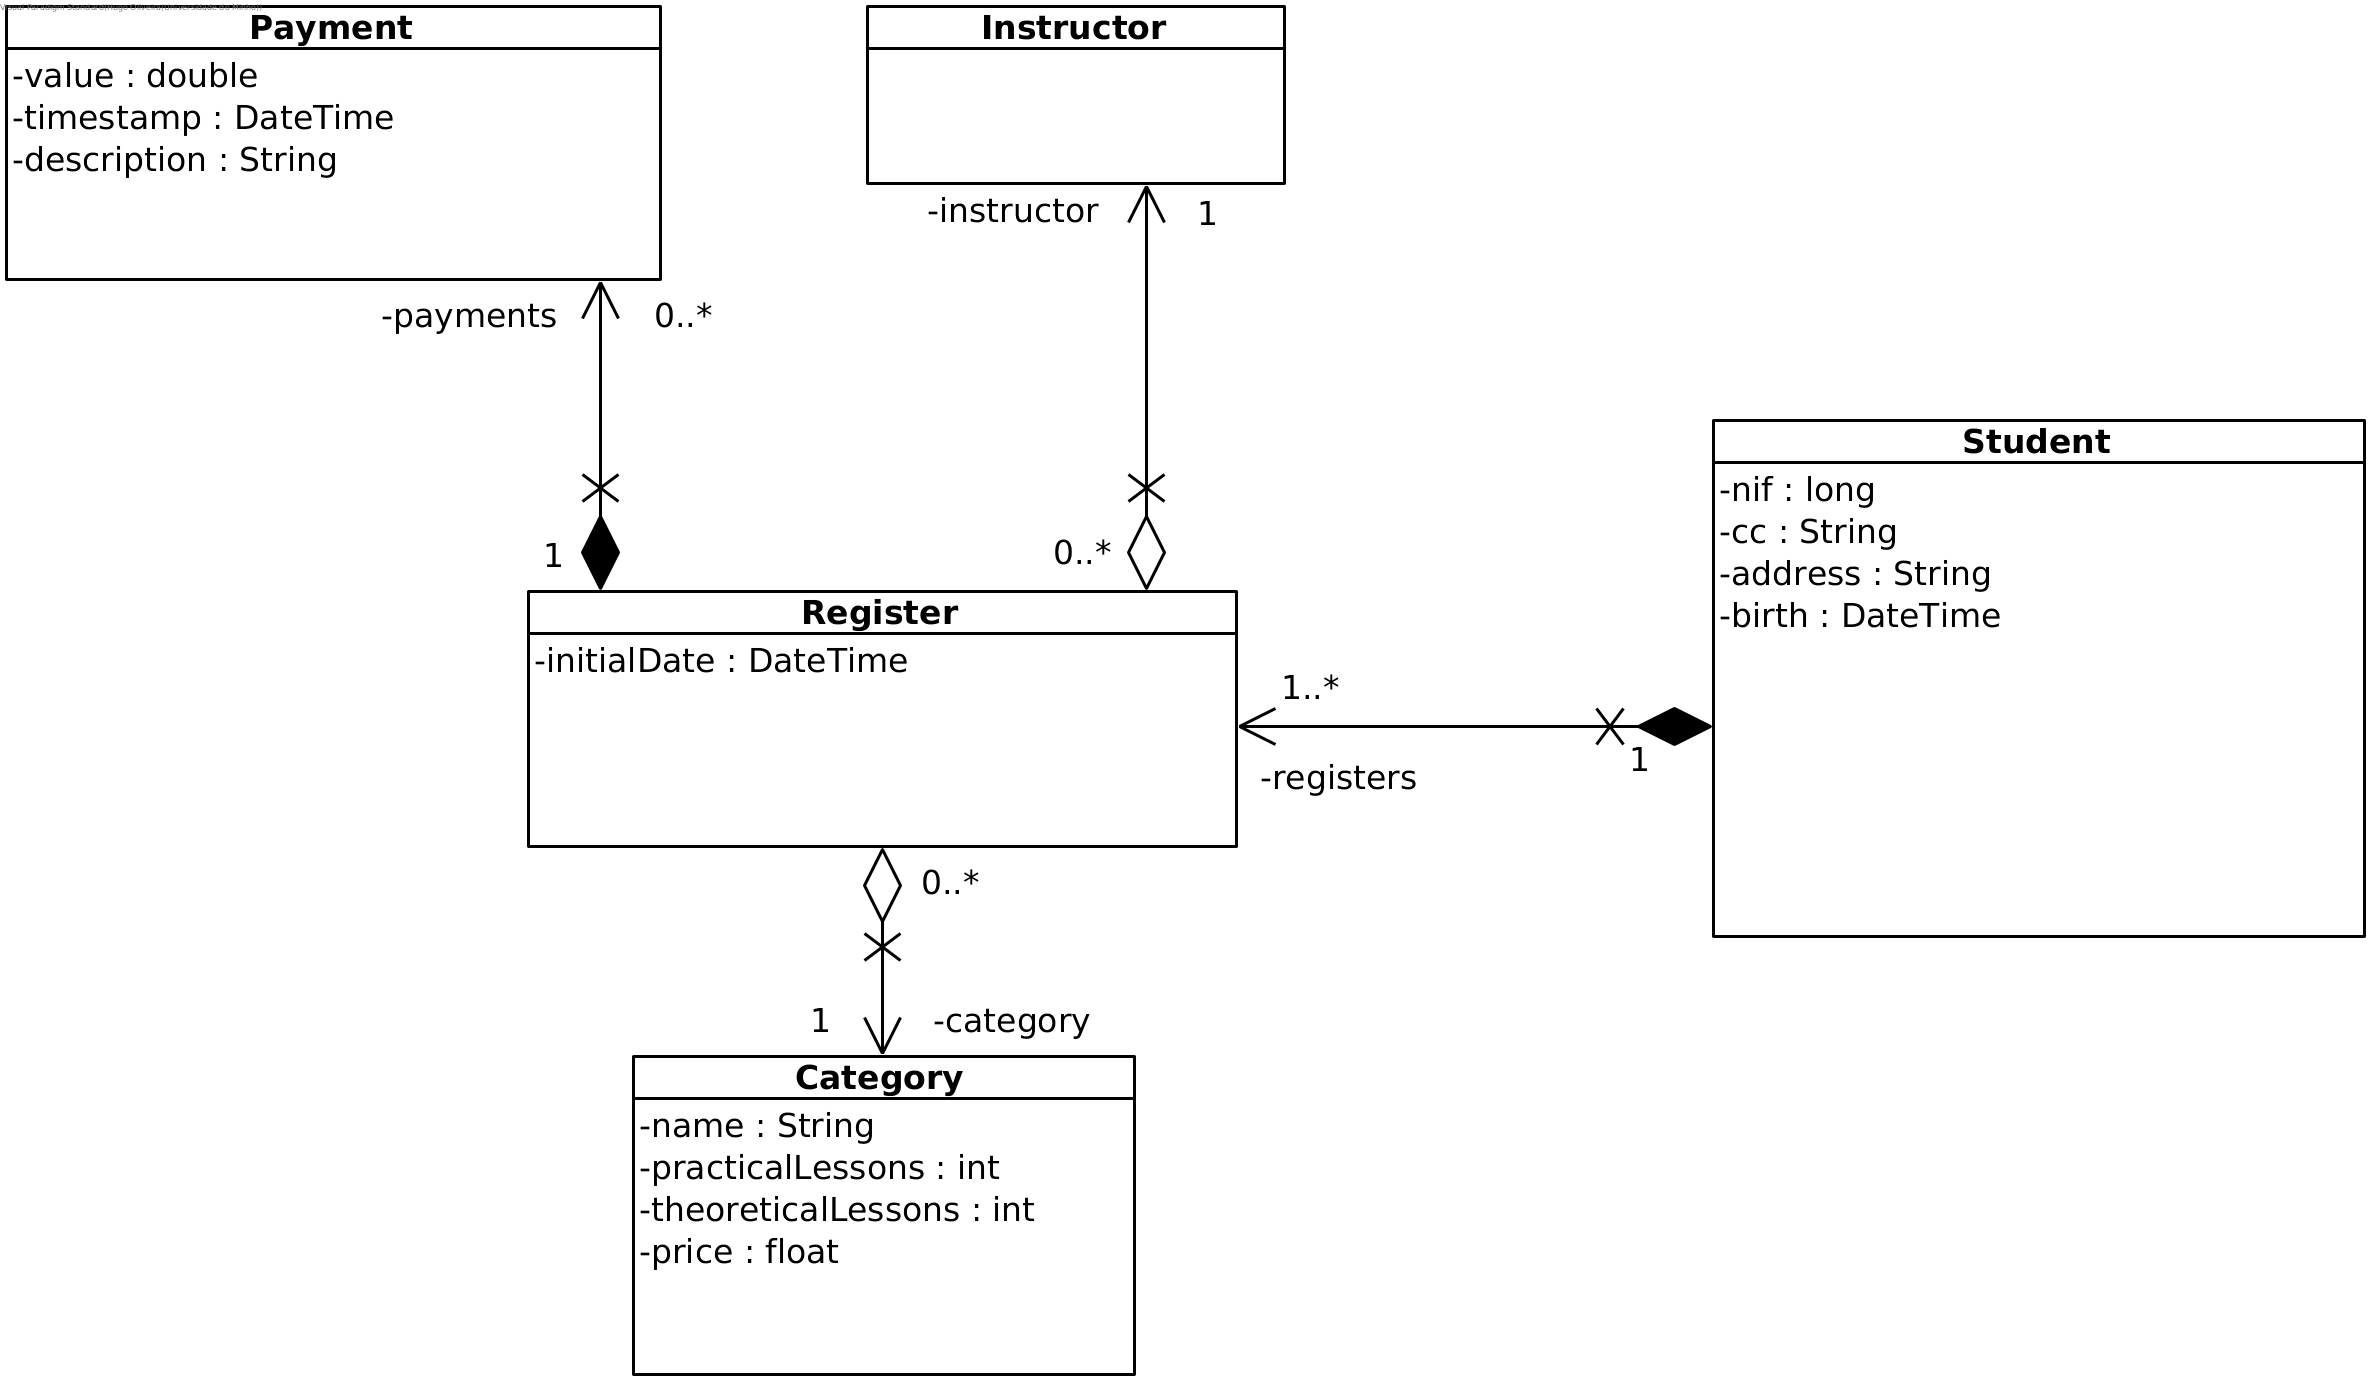 Payment
-value : double
-timestamp : DateTime
-description : String
Instructor
-instructor
1
-payments
0..*
1
0..*
Student
-nif : long
-cc : String
-address : String
-birth : DateTime
Register
-initialDate : DateTime
1..*
1
-registers
0..*
1
-category
Category
-name : String
-practicalLessons : int
-theoreticalLessons : int
-price : float